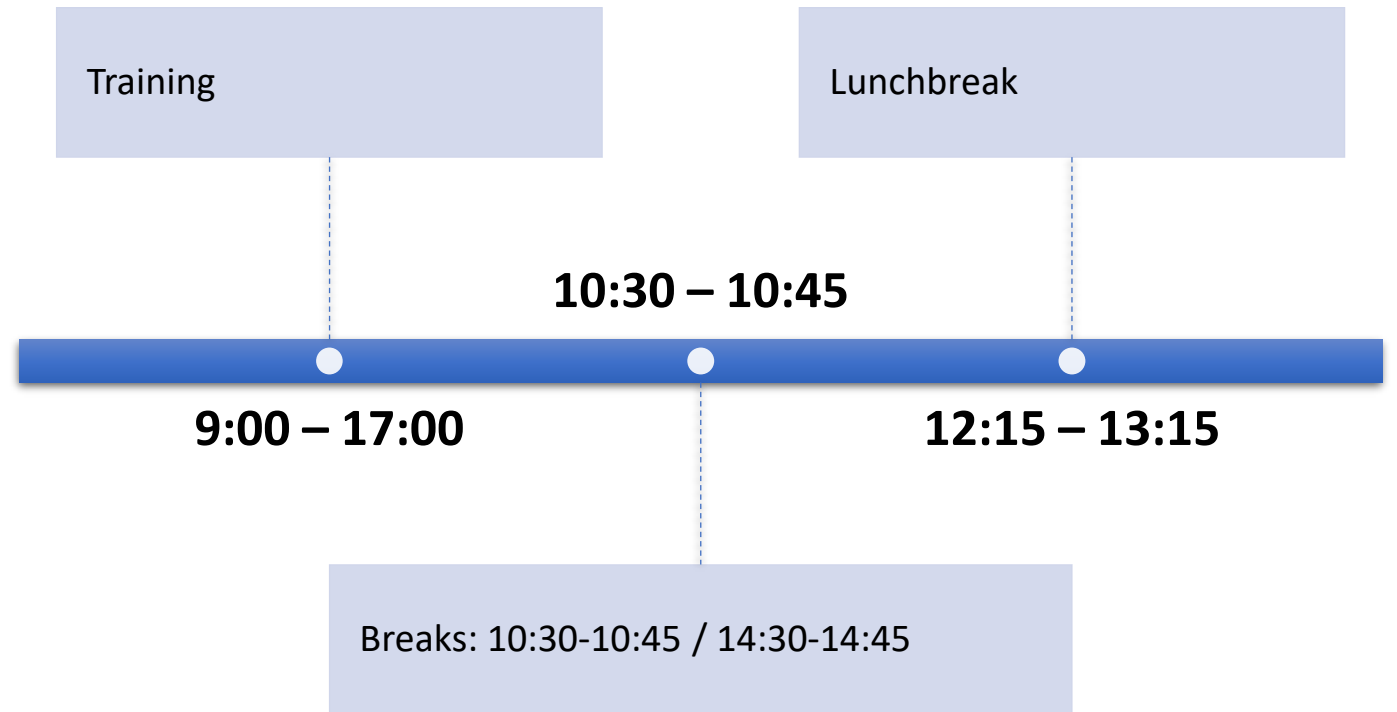 Training
Lunchbreak
10:30 – 10:45
9:00 – 17:00
12:15 – 13:15
Breaks: 10:30-10:45 / 14:30-14:45